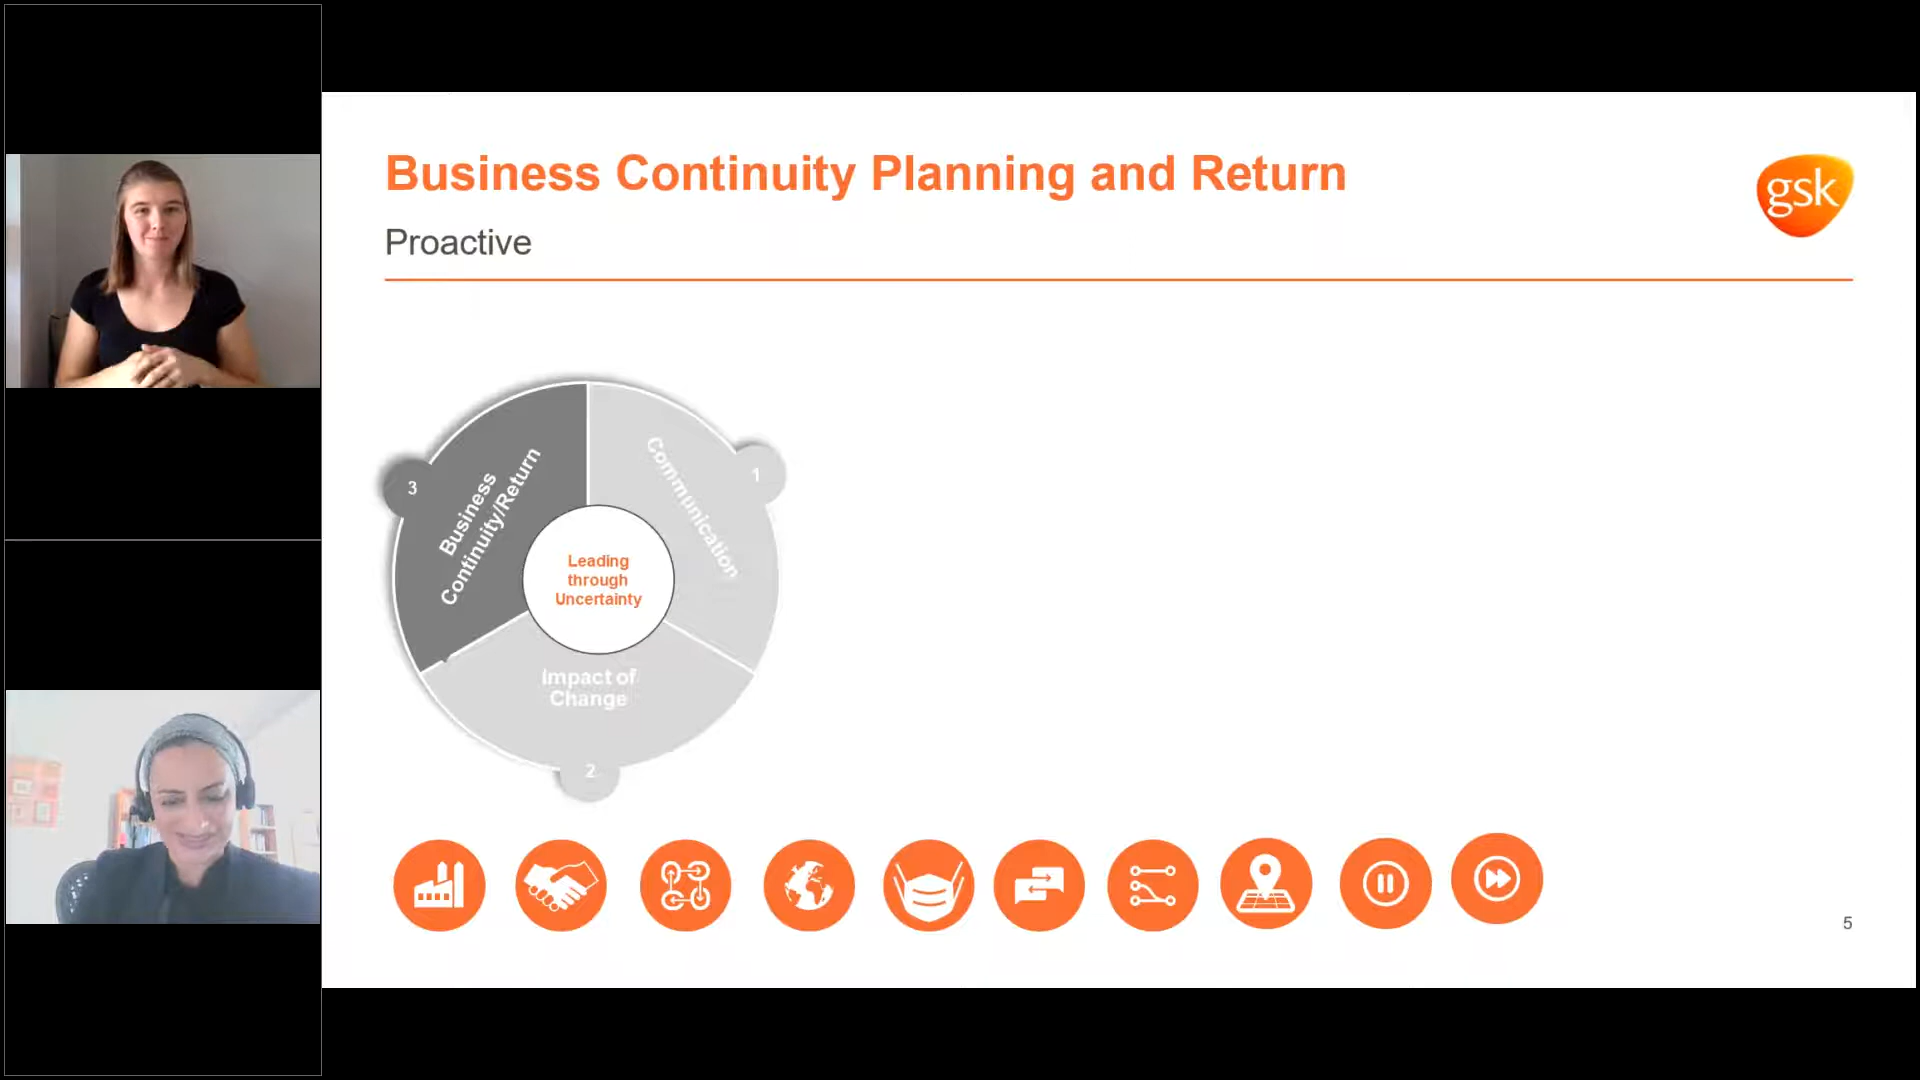 Business Continuity Planning and Return
gsk
Proactive
3
Business
Continuity/Return
1
Communication
Leading
through
Uncertainty
Impact of
Change
2
5